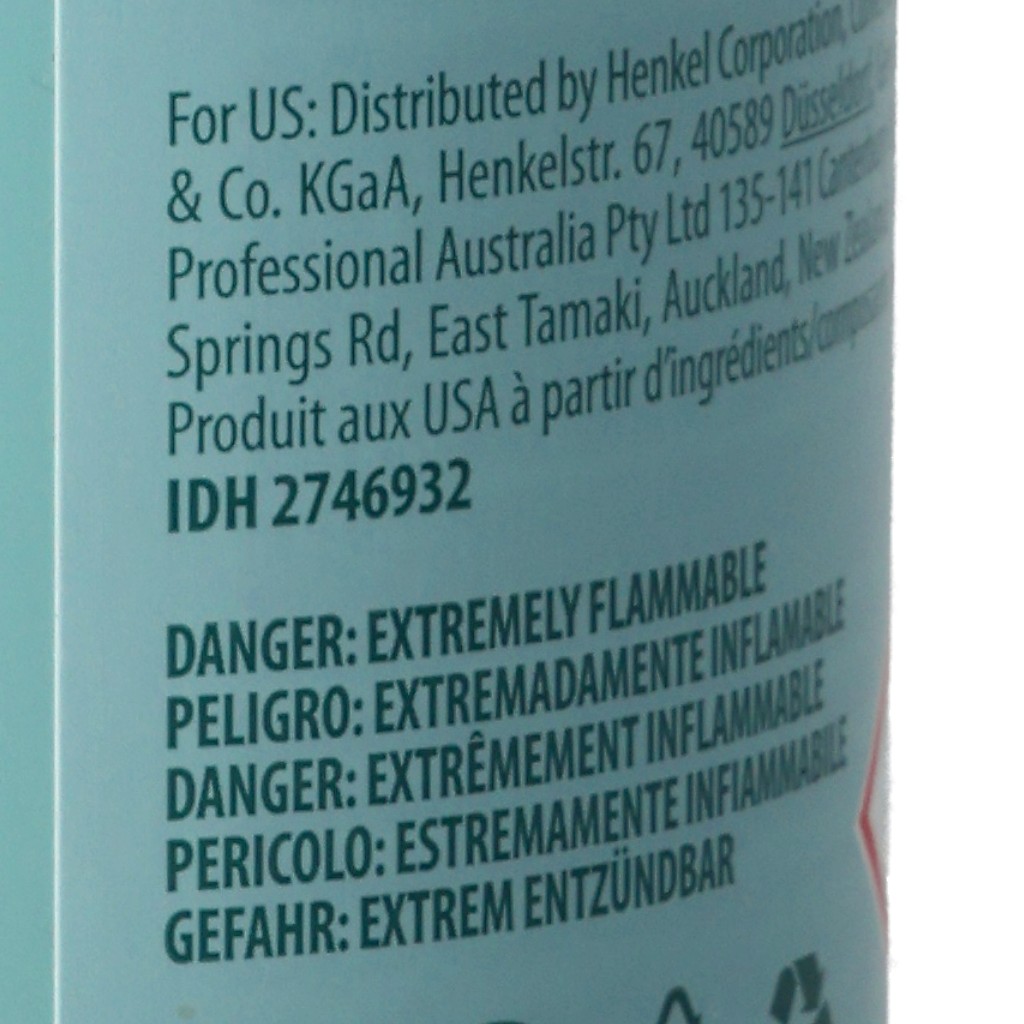 For US: Distributed by Henkel Corporation,
& Co. KGaA, Henkelstr. 67, 40589 Düsseldorf
Professional Australia Pty Ltd 135-141
Springs Rd, East Tamaki, Auckland, New Zealand
Produit aux USA à partir d'ingrédients/
IDH 2746932
DANGER: EXTREMELY FLAMMABLE
PELIGRO: EXTREMADAMENTE INFLAMABLE
DANGER: EXTRÊMEMENT INFLAMMABLE
PERICOLO: ESTREMAMENTE INFIAMMABILE
GEFAHR: EXTREM ENTZÜNDBAR